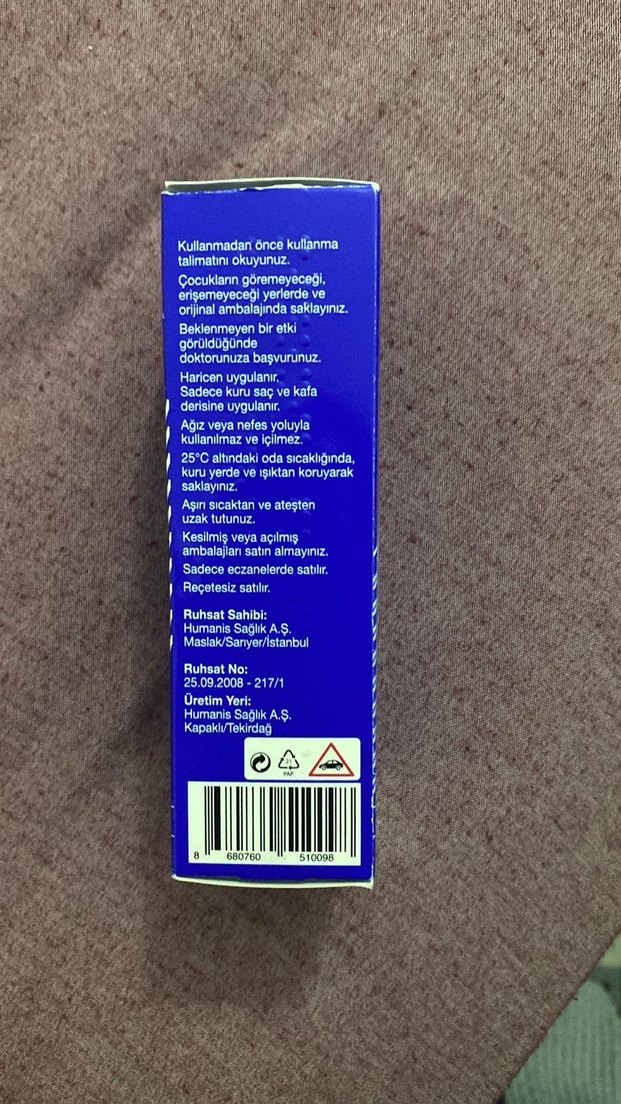 Kullanmadan önce kullanma
talimatını okuyunuz.
Çocukların göremeyeceği,
erişemeyeceği yerlerde ve
orijinal ambalajında saklayınız.
Beklenmeyen bir etki
görüldüğünde
doktorunuza başvurunuz.
Haricen uygulanır.
Sadece kuru saç ve kafa
derisine uygulanır.
Ağız veya nefes yoluyla
kullanılmaz ve içilmez.
25°C altındaki oda sıcaklığında,
kuru yerde ve ışıktan koruyarak
saklayınız.
Aşırı sıcaktan ve ateşten
uzak tutunuz.
Kesilmiş veya açılmış
ambalajları satın almayınız.
Sadece eczanelerde satılır.
Reçetesiz satılır.
Ruhsat Sahibi:
Humanis Sağlık A.Ş.
Maslak/Sarıyer/İstanbul
Ruhsat No:
25.09.2008 - 217/1
Üretim Yeri:
Humanis Sağlık A.Ş.
Kapaklı/Tekirdağ
21
PAP
8 680760 510098